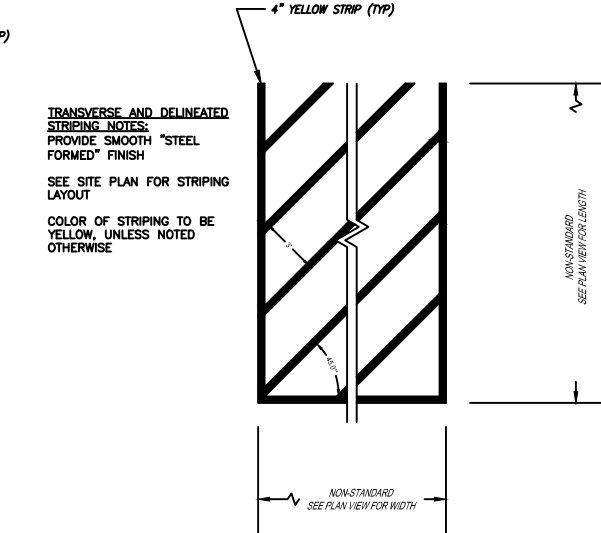 4" YELLOW STRIP (TYP)
P)
TRANSVERSE AND DELINEATED
STRIPING NOTES:
PROVIDE SMOOTH "STEEL
FORMED" FINISH
SEE SITE PLAN FOR STRIPING
LAYOUT
COLOR OF STRIPING TO BE
YELLOW, UNLESS NOTED
OTHERWISE
3'
45.0°
NON-STANDARD
SEE PLAN VIEW FOR LENGTH
NON-STANDARD
SEE PLAN VIEW FOR WIDTH